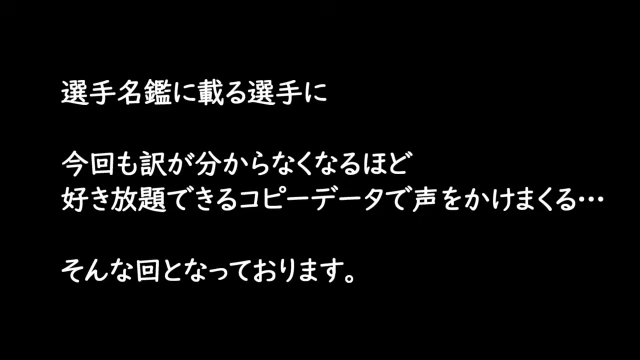 選手名鑑に載る選手に
今回も訳が分からなくなるほど
好き放題できるコピーデータで声をかけまくる…
そんな回となっております。